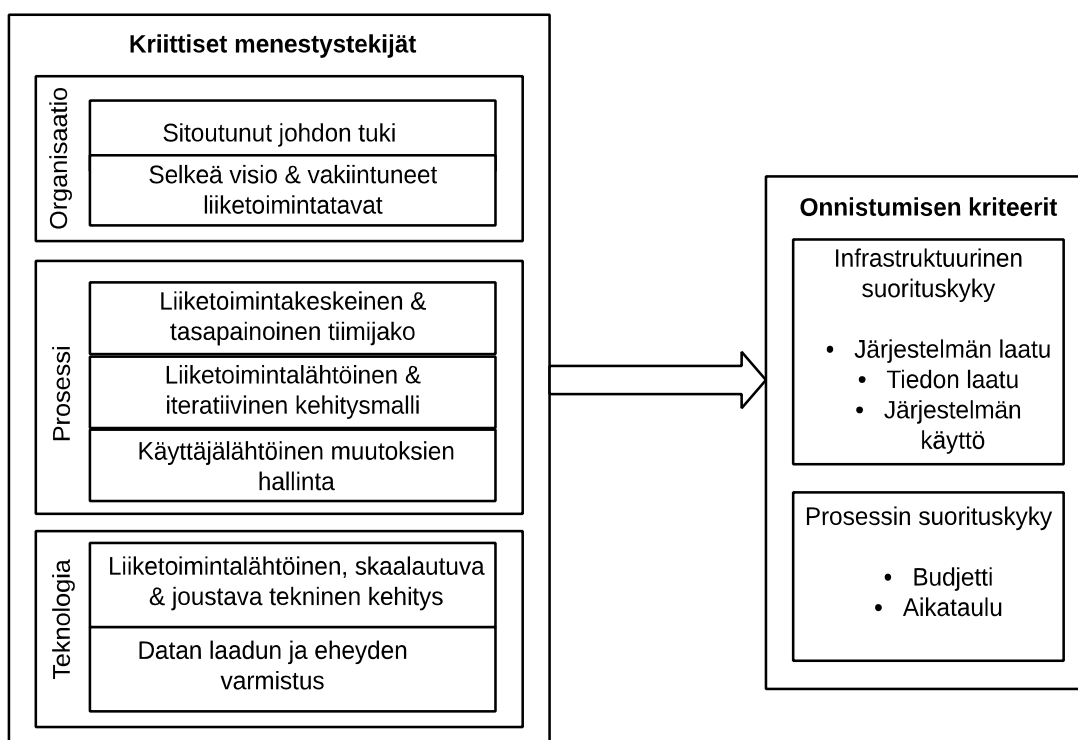 Kriittiset menestystekijät
Organisaatio
Sitoutunut johdon tuki
Selkeä visio & vakiintuneet
liiketoimintatavat
Prosessi
Liiketoimintakeskeinen &
tasapainoinen tiimijako
Liiketoimintalähtöinen &
iteratiivinen kehitysmalli
Käyttäjälähtöinen muutoksien
hallinta
Teknologia
Liiketoimintalähtöinen, skaalautuva
& joustava tekninen kehitys
Datan laadun ja eheyden
varmistus
Onnistumisen kriteerit
Infrastruktuurinen
suorituskyky
• Järjestelmän laatu
• Tiedon laatu
• Järjestelmän
käyttö
Prosessin suorituskyky
• Budjetti
• Aikataulu